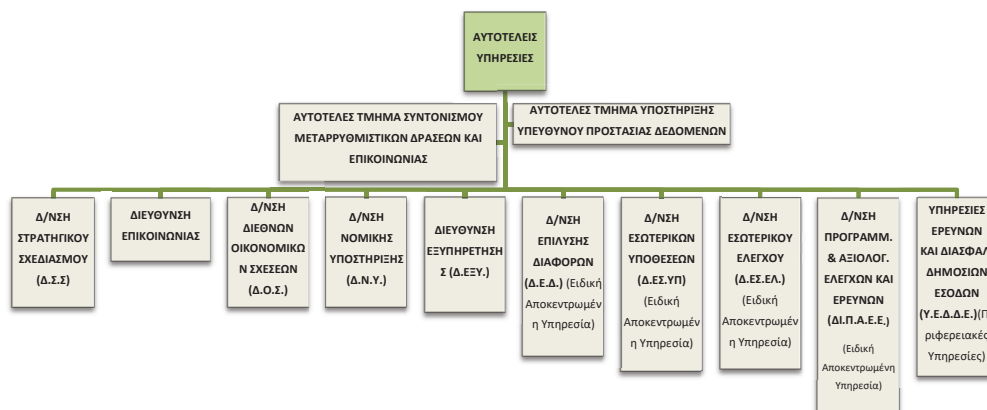 ΑΥΤΟΤΕΛΕΙΣ
ΥΠΗΡΕΣΙΕΣ
ΑΥΤΟΤΕΛΕΣ ΤΜΗΜΑ ΣΥΝΤΟΝΙΣΜΟΥ
ΜΕΤΑΡΡΥΘΜΙΣΤΙΚΩΝ ΔΡΑΣΕΩΝ ΚΑΙ
ΕΠΙΚΟΙΝΩΝΙΑΣ
ΑΥΤΟΤΕΛΕΣ ΤΜΗΜΑ ΥΠΟΣΤΗΡΙΞΗΣ
ΥΠΕΥΘΥΝΟΥ ΠΡΟΣΤΑΣΙΑΣ ΔΕΔΟΜΕΝΩΝ
Δ/ΝΣΗ
ΣΤΡΑΤΗΓΙΚΟΥ
ΣΧΕΔΙΑΣΜΟΥ
(Δ.Σ.Σ)
ΔΙΕΥΘΥΝΣΗ
ΕΠΙΚΟΙΝΩΝΙΑΣ
Δ/ΝΣΗ
ΔΙΕΘΝΩΝ
ΟΙΚΟΝΟΜΙΚΩ
Ν ΣΧΕΣΕΩΝ
(Δ.Ο.Σ.)
Δ/ΝΣΗ
ΝΟΜΙΚΗΣ
ΥΠΟΣΤΗΡΙΞΗΣ
(Δ.Ν.Υ.)
ΔΙΕΥΘΥΝΣΗ
ΕΞΥΠΗΡΕΤΗΣΗ
Σ (Δ.ΕΞΥ.)
Δ/ΝΣΗ
ΕΠΙΛΥΣΗΣ
ΔΙΑΦΟΡΩΝ
(Δ.Ε.Δ.) (Ειδική
Αποκεντρωμέν
η Υπηρεσία)
Δ/ΝΣΗ
ΕΣΩΤΕΡΙΚΩΝ
ΥΠΟΘΕΣΕΩΝ
(Δ.ΕΣ.ΥΠ)
(Ειδική
Αποκεντρωμέν
η Υπηρεσία)
Δ/ΝΣΗ
ΕΣΩΤΕΡΙΚΟΥ
ΕΛΕΓΧΟΥ
(Δ.ΕΣ.ΕΛ.)
(Ειδική
Αποκεντρωμέν
η Υπηρεσία)
Δ/ΝΣΗ
ΠΡΟΓΡΑΜΜ.
& ΑΞΙΟΛΟΓ.
ΕΛΕΓΧΩΝ ΚΑΙ
ΕΡΕΥΝΩΝ
(ΔΙ.Π.Α.Ε.Ε.)
(Ειδική
Αποκεντρωμένη
Υπηρεσία)
ΥΠΗΡΕΣΙΕΣ
ΕΡΕΥΝΩΝ
ΚΑΙ ΔΙΑΣΦΑΛ
ΔΗΜΟΣΙΩΝ
ΕΣΟΔΩΝ
(Υ.Ε.Δ.Δ.Ε.)(Π
ριφερειακές
Υπηρεσίες)